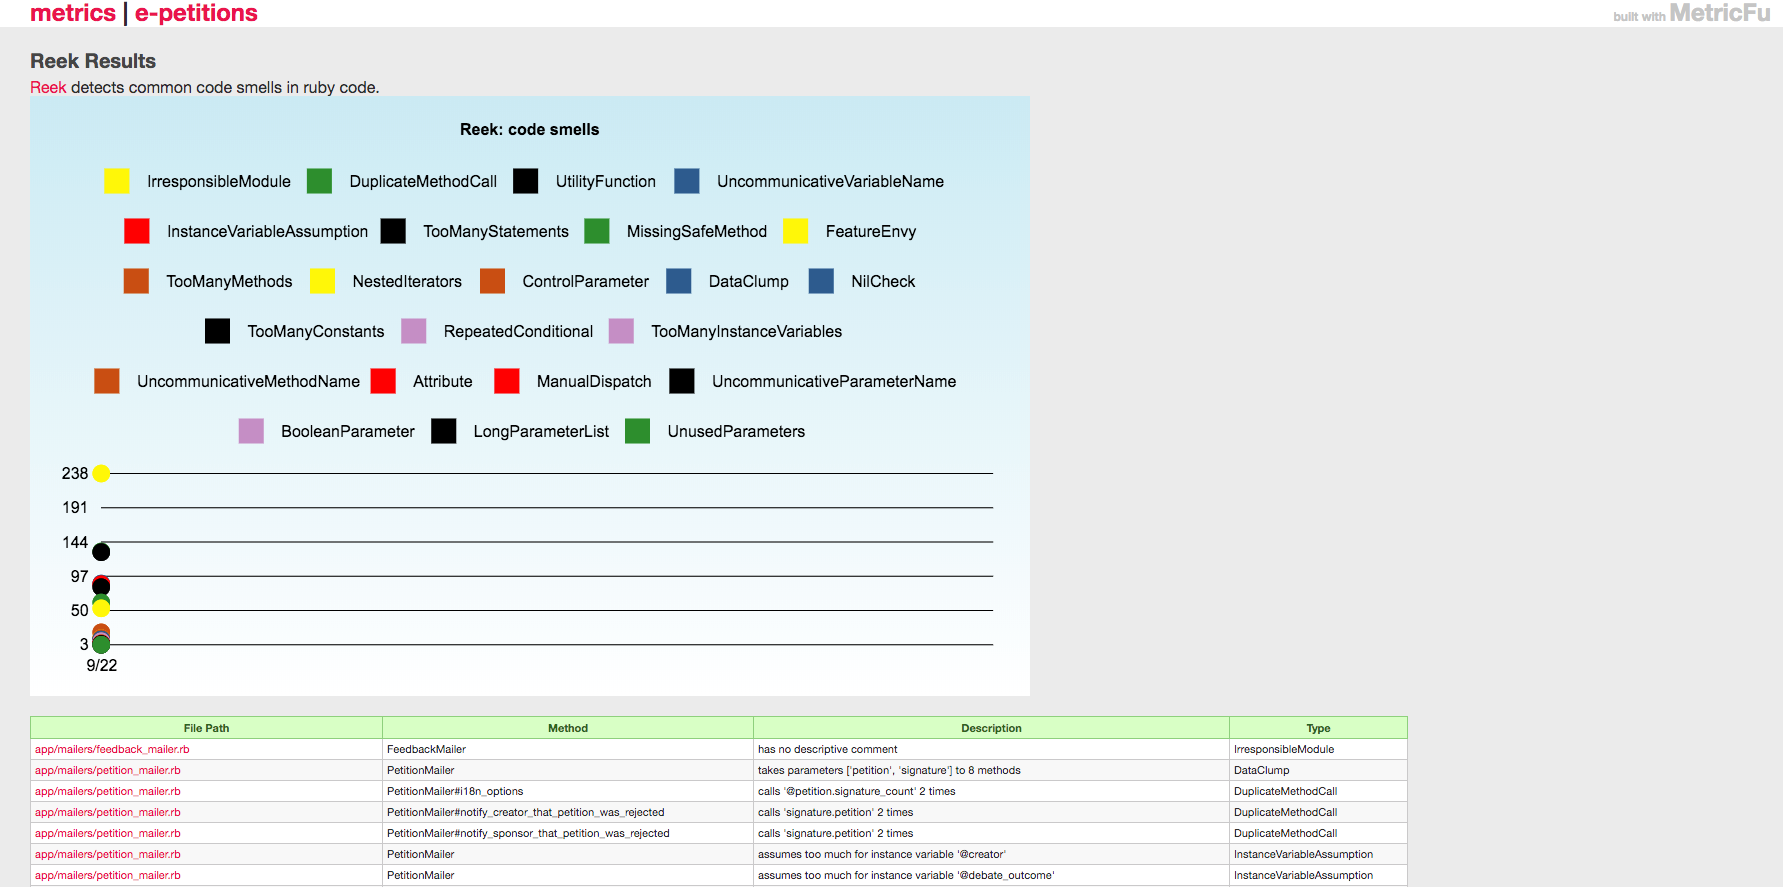 metrics | e-petitions
built with MetricFu
Reek Results
Reek detects common code smells in ruby code.
Reek: code smells
IrresponsibleModule DuplicateMethodCall UtilityFunction UncommunicativeVariableName
InstanceVariableAssumption TooManyStatements MissingSafeMethod FeatureEnvy
TooManyMethods NestedIterators ControlParameter DataClump NilCheck
TooManyConstants RepeatedConditional TooManyInstanceVariables
UncommunicativeMethodName Attribute ManualDispatch UncommunicativeParameterName
BooleanParameter LongParameterList UnusedParameters
238
191
144
97
50
3
9/22
File Path Method Description Type
app/mailers/feedback_mailer.rb FeedbackMailer has no descriptive comment IrresponsibleModule
app/mailers/petition_mailer.rb PetitionMailer takes parameters ['petition', 'signature'] to 8 methods DataClump
app/mailers/petition_mailer.rb PetitionMailer#i18n_options calls '@petition.signature_count' 2 times DuplicateMethodCall
app/mailers/petition_mailer.rb PetitionMailer#notify_creator_that_petition_was_rejected calls 'signature.petition' 2 times DuplicateMethodCall
app/mailers/petition_mailer.rb PetitionMailer#notify_sponsor_that_petition_was_rejected calls 'signature.petition' 2 times DuplicateMethodCall
app/mailers/petition_mailer.rb PetitionMailer assumes too much for instance variable '@creator' InstanceVariableAssumption
app/mailers/petition_mailer.rb PetitionMailer assumes too much for instance variable '@debate_outcome' InstanceVariableAssumption